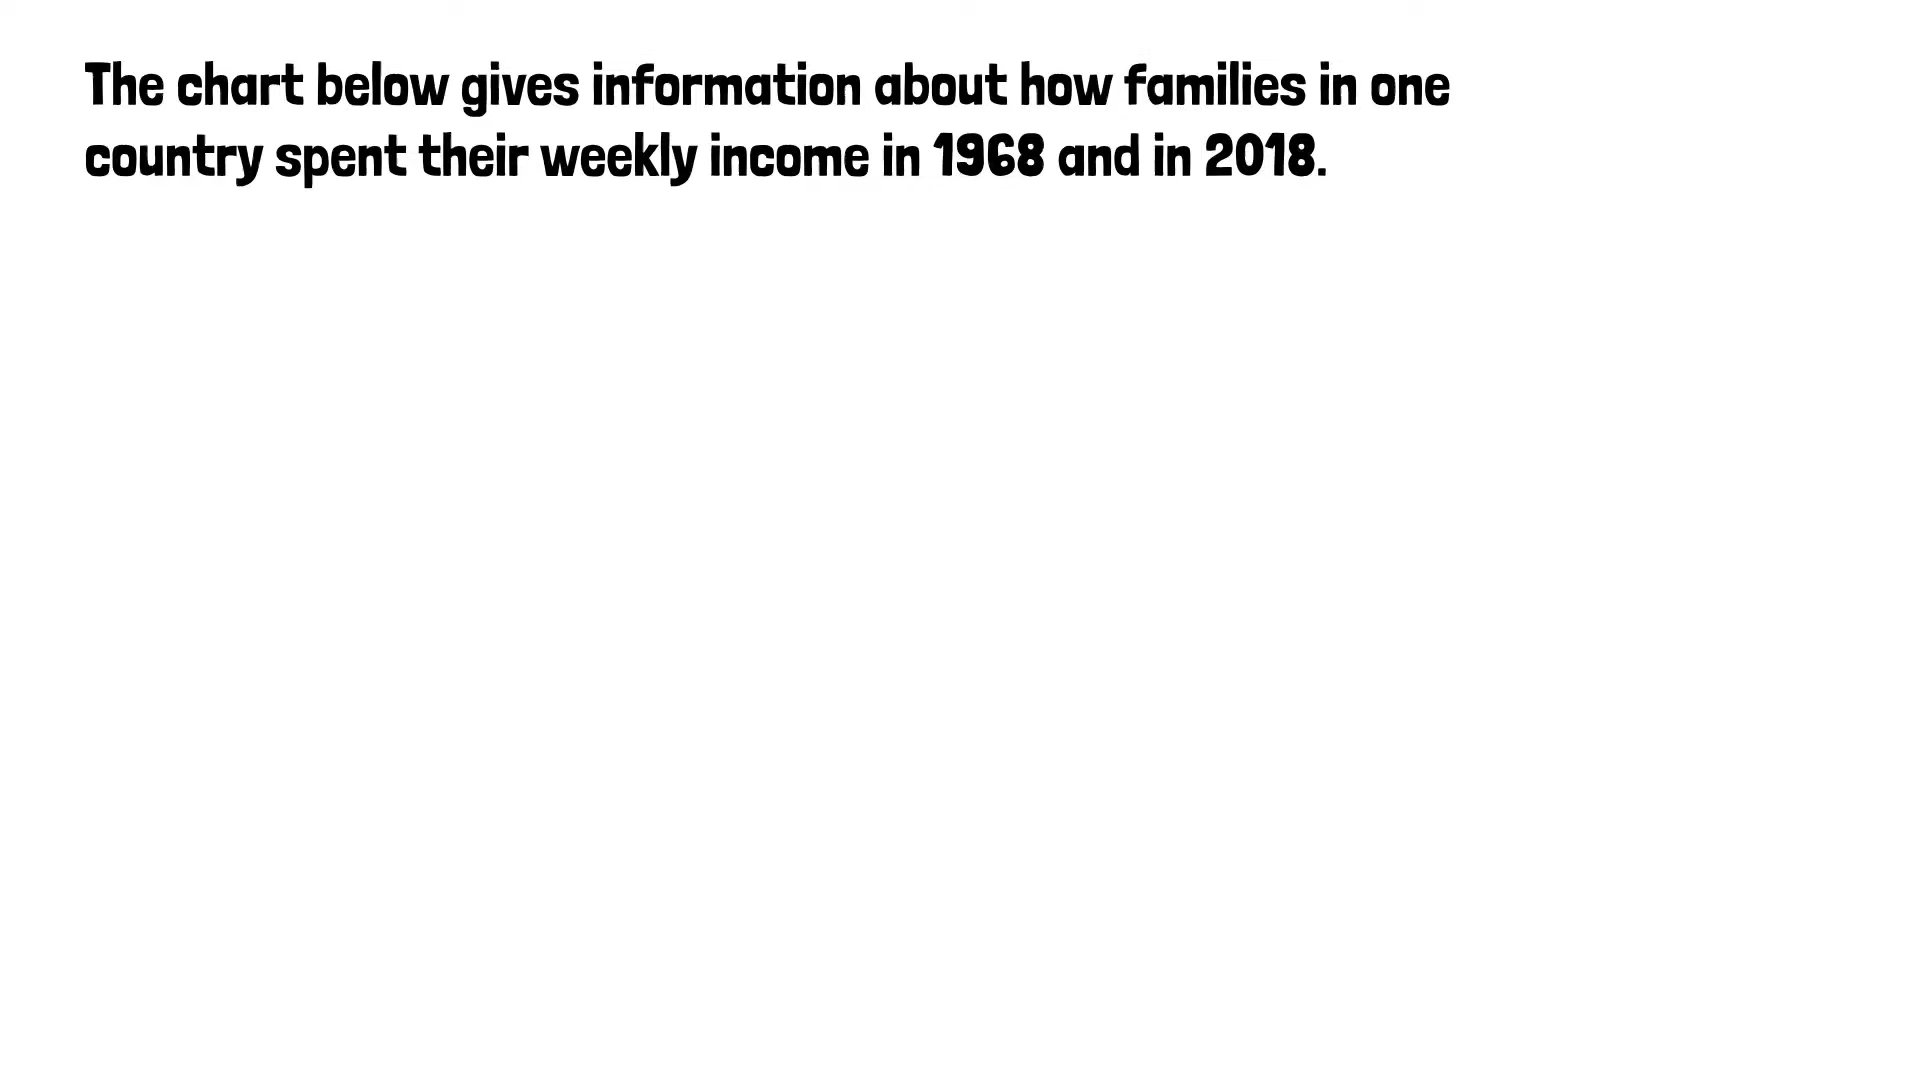 The chart below gives information about how families in one
country spent their weekly income in 1968 and in 2018.